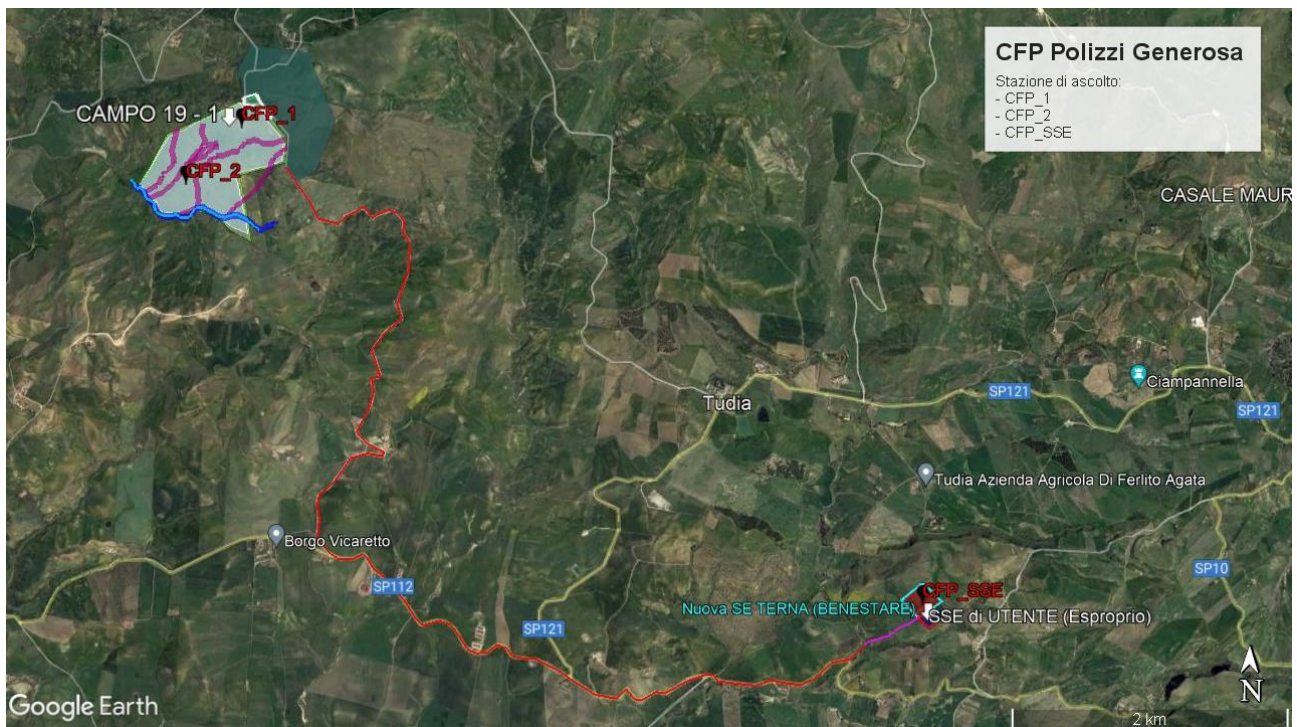 CFP Polizzi Generosa
Stazione di ascolto:
- CFP_1
- CFP_2
- CFP_SSE
CAMPO 19 - 1
CFP_1
CFP_2
CASALE MAUR
Ciampannella
SP121
SP121
Tudia
Tudia Azienda Agricola Di Ferlito Agata
Borgo Vicaretto
SP10
SP112
CFP_SSE
Nuova SE TERNA (BENESTARE)
SSE di UTENTE (Esproprio)
SP121
N
Google Earth
2 km